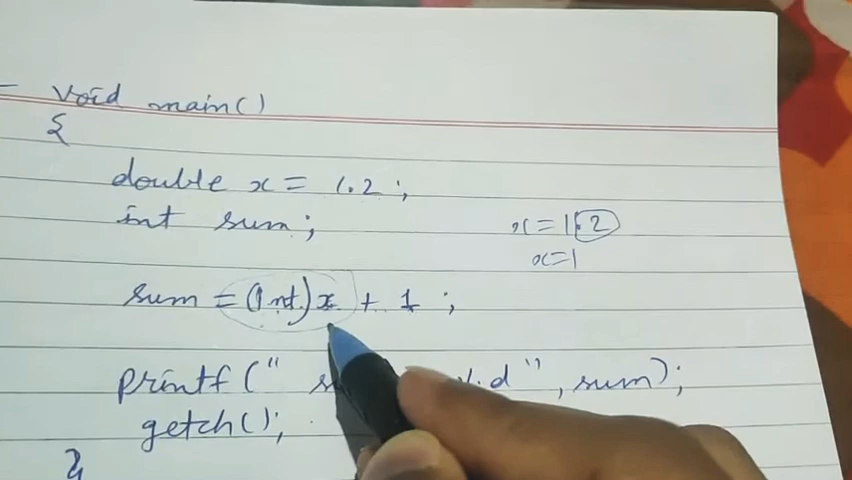 void main()
{
double x = 1.2;
int sum;
x = 1.2
x=1
sum = (int)x + 1;
printf(" %d", sum);
getch();
}